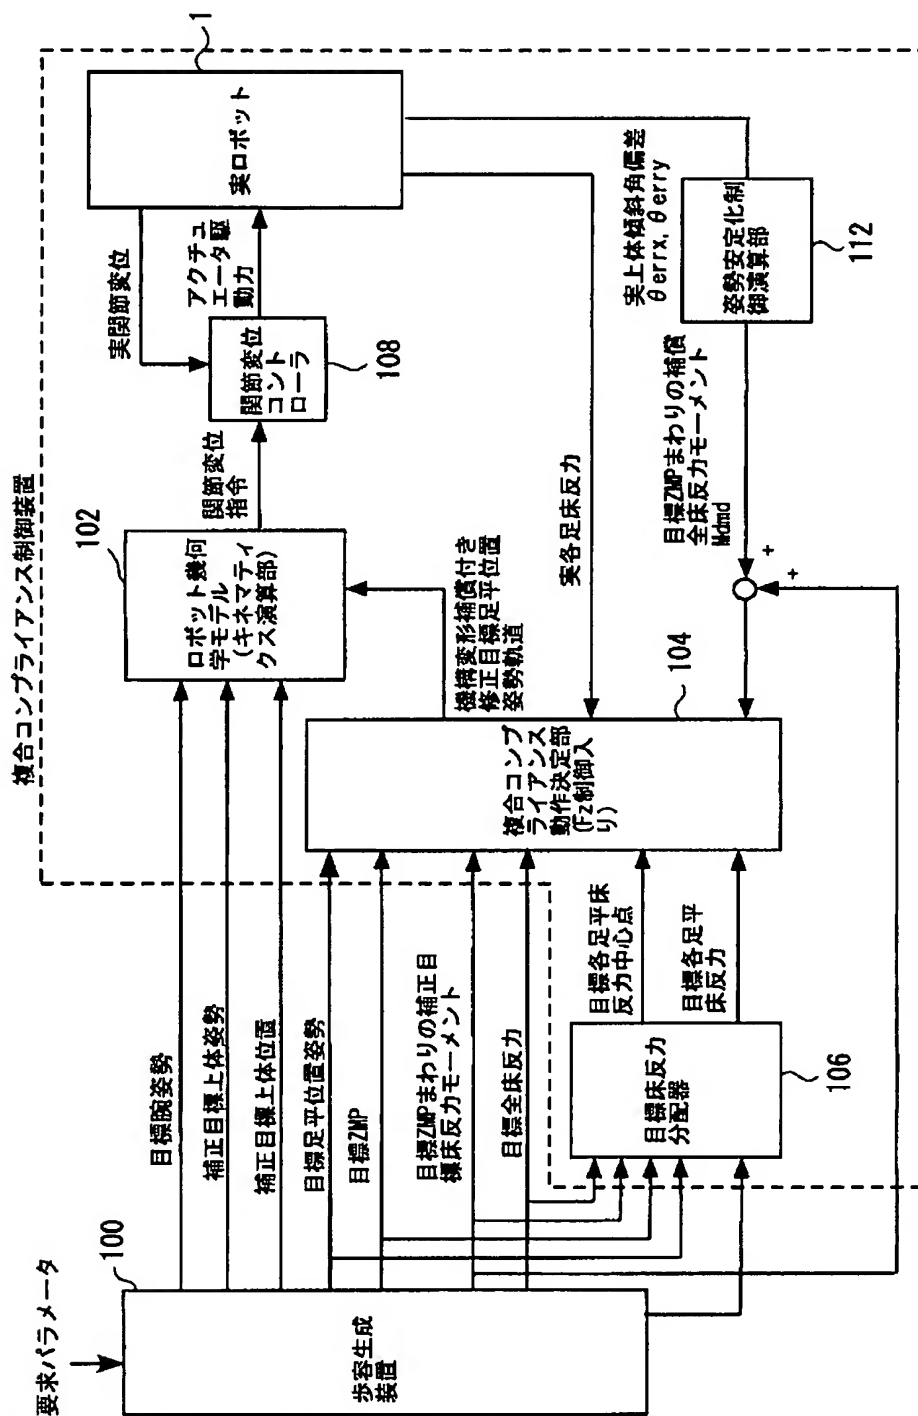 要求パラメータ
100
歩容生成
装置
目標腕姿勢
補正目標上体姿勢
補正目標上体位置
目標足平位置姿勢
目標ZMP
目標ZMPまわりの補正目
標床反力モーメント
目標全床反力
複合コンプライアンス制御装置
102
ロボット幾何
学モデル
(キネマティ
クス演算部)
関節変位
指令
関節変位
コント
ローラ
108
実関節変位
アクチュ
エータ駆
動力
実ロボット
1
機構変形補償付き
修正目標足平位置
姿勢軌道
実各足床反力
104
複合コンプ
ライアンス
動作決定部
(Fz制御入
り)
目標各足平床
反力中心点
目標各足平
床反力
目標床反力
分配器
106
目標ZMPまわりの補償
全床反力モーメント
Mdmd
+
+
実上体傾斜角偏差
θerrx, θerry
姿勢安定化制
御演算部
112